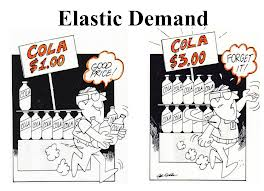 Elastic Demand
COLA
$1.00
GOOD
PRICE!
COLA
$3.00
FORGET
IT!